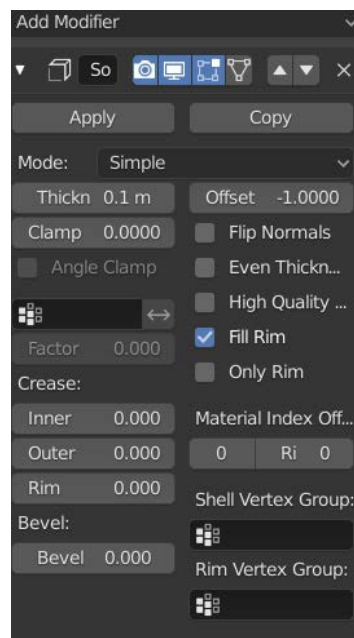 Add Modifier
So
Apply Copy
Mode: Simple
Thickn 0.1 m Offset -1.0000
Clamp 0.0000 Flip Normals
Angle Clamp Even Thickn...
High Quality ...
Factor 0.000 Fill Rim
Only Rim
Crease:
Inner 0.000 Material Index Off...
Outer 0.000 0 Ri 0
Rim 0.000 Shell Vertex Group:
Bevel:
Bevel 0.000 Rim Vertex Group: